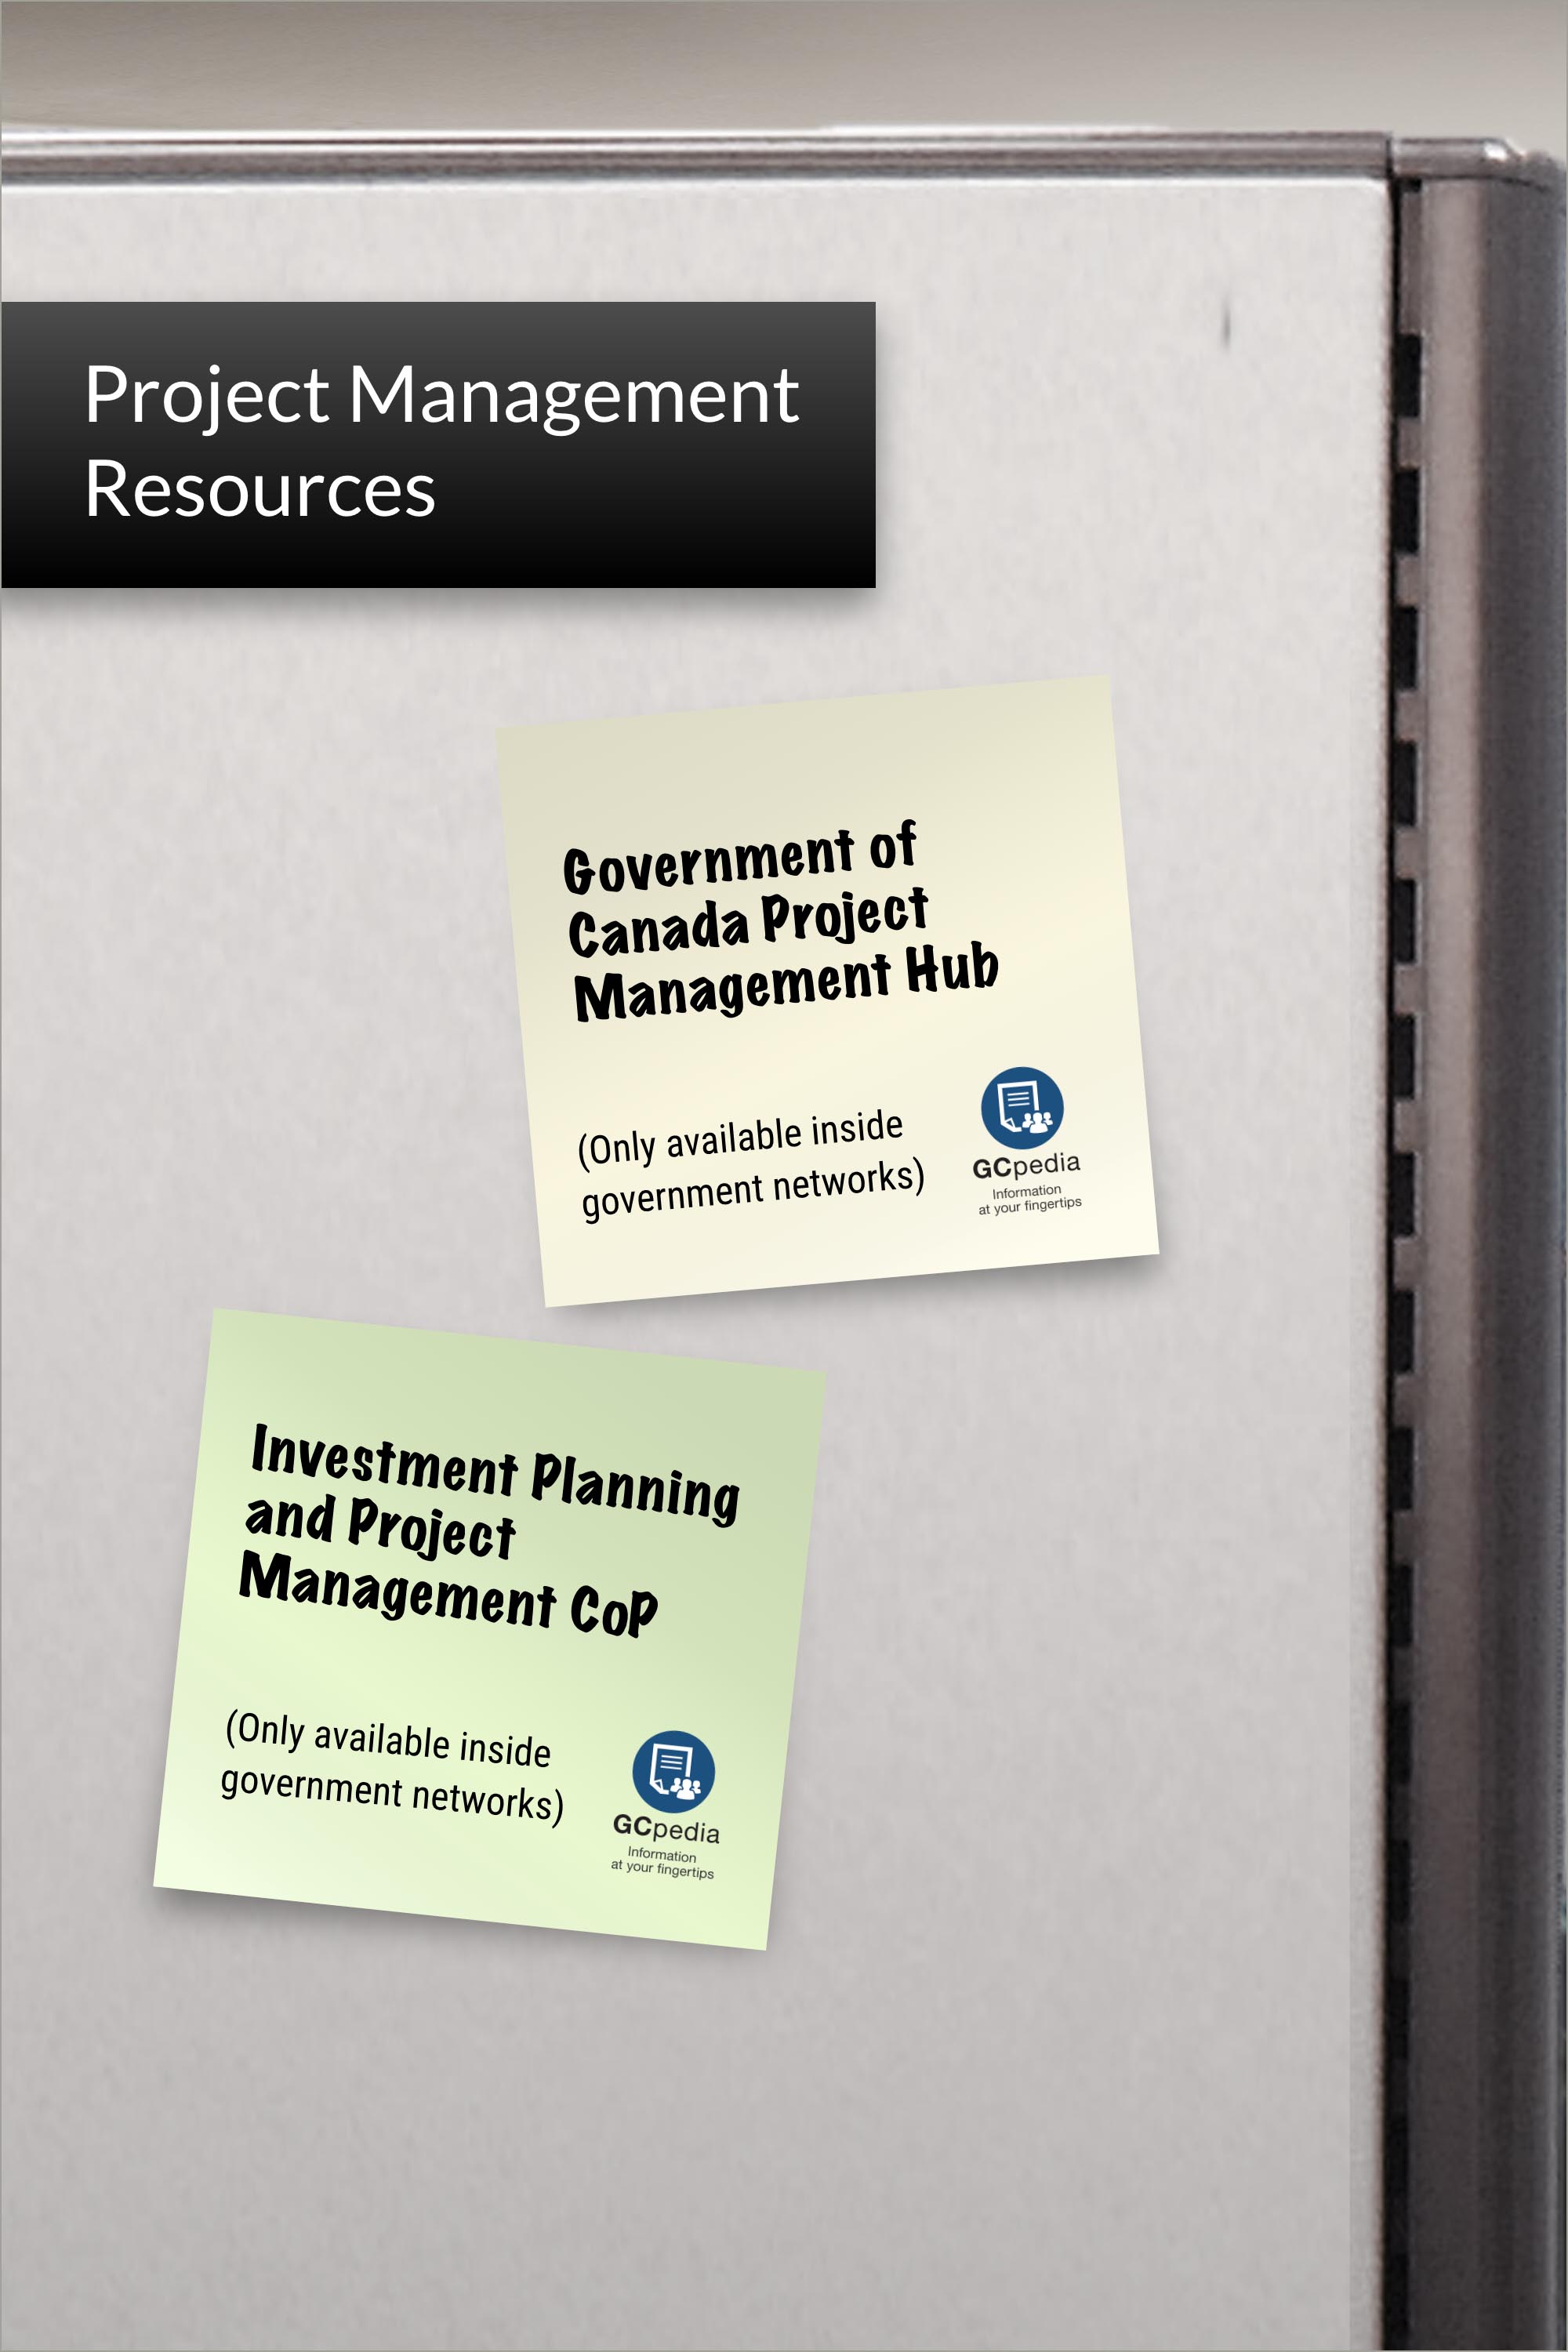 Project Management
Resources
Government of
Canada Project
Management Hub
(Only available inside
government networks)
GCpedia
Information
at your fingertips
Investment Planning
and Project
Management CoP
(Only available inside
government networks)
GCpedia
Information
at your fingertips